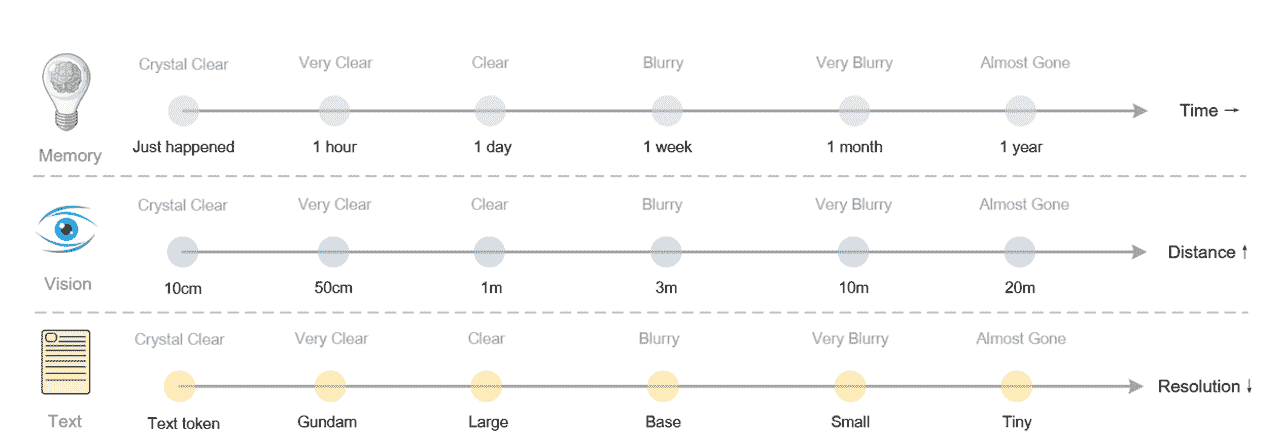 Crystal Clear Very Clear Clear Blurry Very Blurry Almost Gone
Time →
Just happened 1 hour 1 day 1 week 1 month 1 year
Memory
Crystal Clear Very Clear Clear Blurry Very Blurry Almost Gone
Distance ↑
10cm 50cm 1m 3m 10m 20m
Vision
Crystal Clear Very Clear Clear Blurry Very Blurry Almost Gone
Resolution ↓
Text token Gundam Large Base Small Tiny
Text